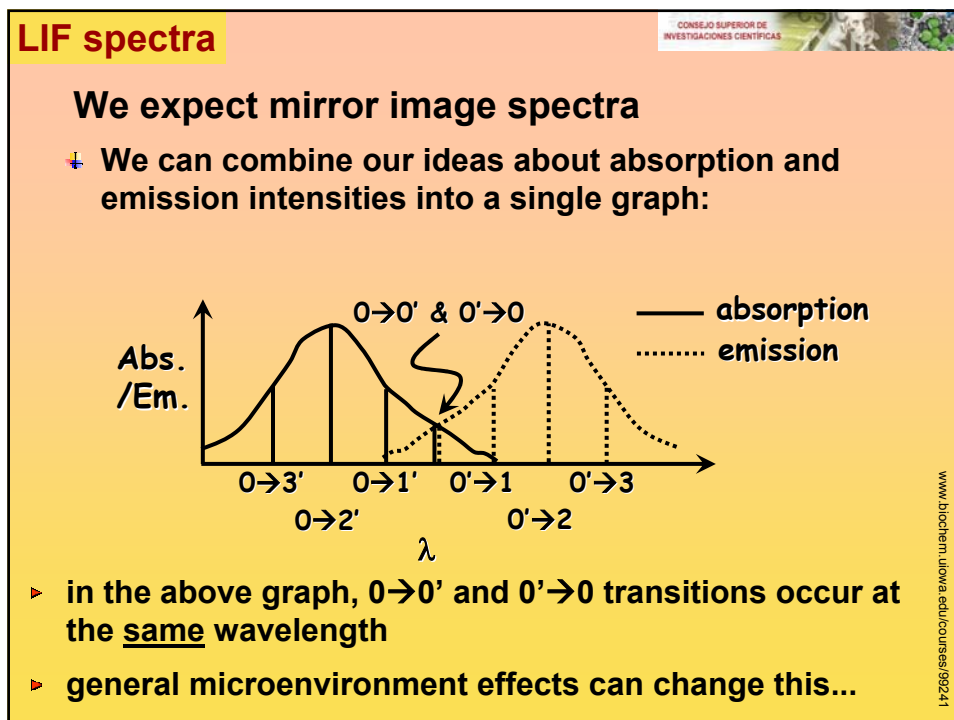 LIF spectra
CONSEJO SUPERIOR DE
INVESTIGACIONES CIENTÍFICAS
We expect mirror image spectra
We can combine our ideas about absorption and
emission intensities into a single graph:
0→0' & 0'→0
absorption
emission
Abs.
/Em.
0→3' 0→1' 0'→1 0'→3
0→2' 0'→2
λ
in the above graph, 0→0' and 0'→0 transitions occur at
the same wavelength
general microenvironment effects can change this...
www.biochem.uiowa.edu/courses/99241